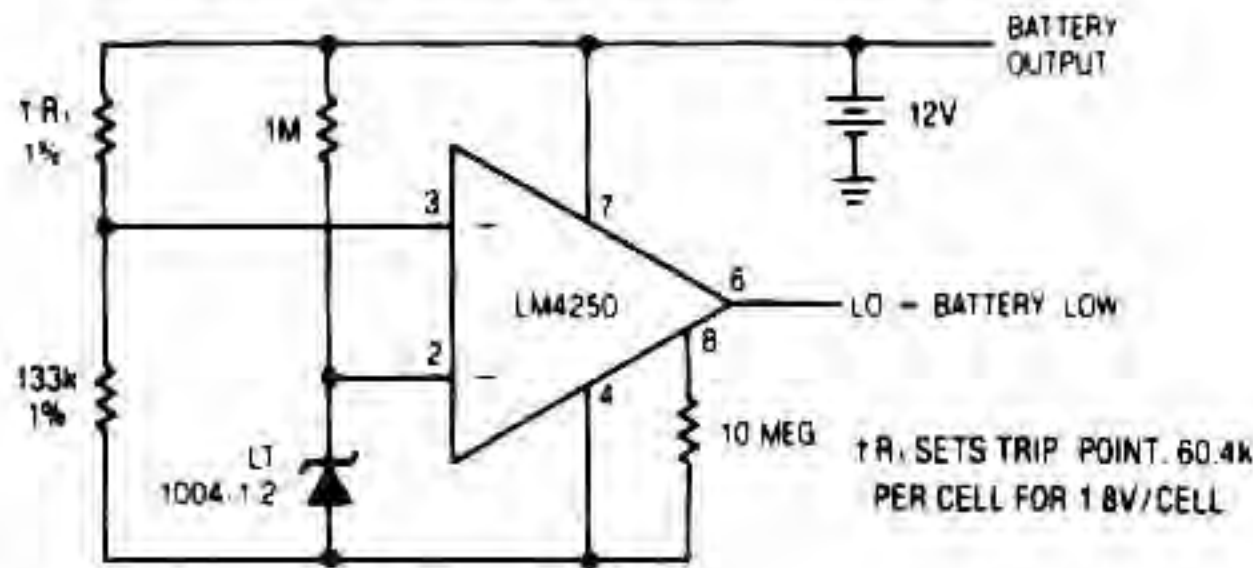 BATTERY
OUTPUT
† R₁
1%
1M
12V
3
−
7
6
LM4250
LO = BATTERY LOW
8
2
−
4
133k
1%
10 MEG
LT
1004-1.2
† R₁ SETS TRIP POINT. 60.4k
PER CELL FOR 1.8V/CELL